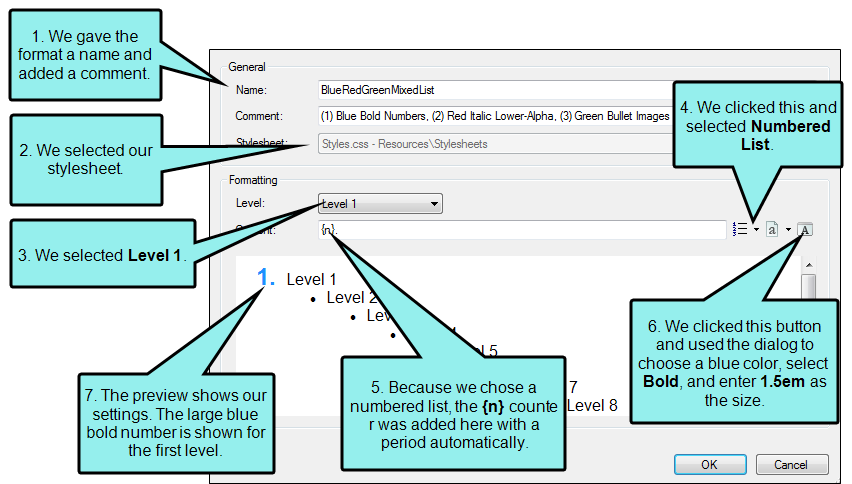 1. We gave the
format a name and
added a comment.
General
Name:
BlueRedGreenMixedList
Comment:
(1) Blue Bold Numbers, (2) Red Italic Lower-Alpha, (3) Green Bullet Images
4. We clicked this and
selected Numbered
List.
Stylesheet:
Styles.css - Resources\Stylesheets
2. We selected our
stylesheet.
Formatting
Level:
Level 1
3. We selected Level 1.
{n}.
a
A
1. Level 1
• Level 2
5
7
Level 8
6. We clicked this button
and used the dialog to
choose a blue color, select
Bold, and enter 1.5em as
the size.
5. Because we chose a
numbered list, the {n} counte
r was added here with a
period automatically.
7. The preview shows our
settings. The large blue
bold number is shown for
the first level.
OK
Cancel